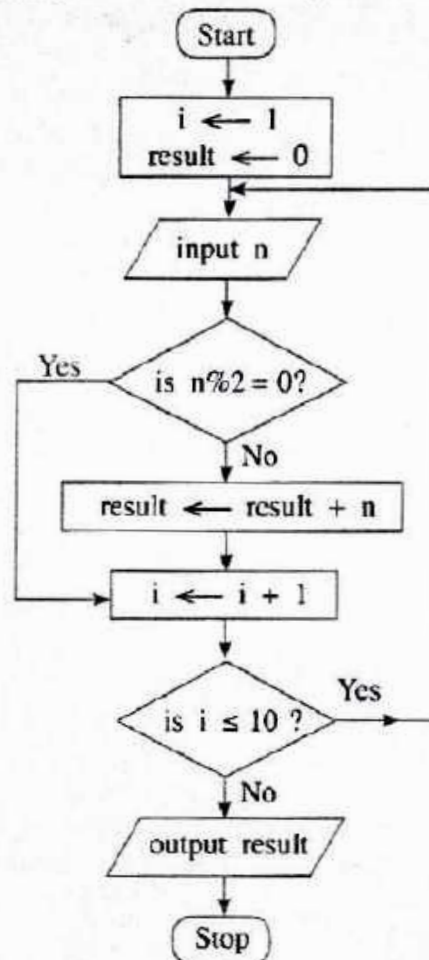 Start
i ← 1
result ← 0
input n
Yes
is n%2 = 0?
No
result ← result + n
i ← i + 1
Yes
is i ≤ 10 ?
No
output result
Stop